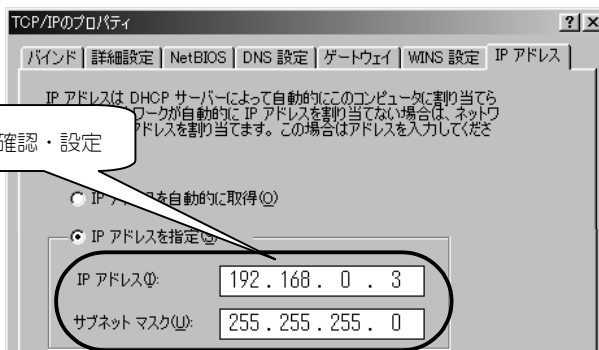 TCP/IPのプロパティ
バインド 詳細設定 NetBIOS DNS 設定 ゲートウェイ WINS 設定 IP アドレス
IP アドレスは DHCP サーバーによって自動的にこのコンピュータに割り当てら
ワークが自動的に IP アドレスを割り当てない場合は、ネットワ
ドレスを割り当てます。この場合はアドレスを入力してくださ
確認・設定
IP アドレスを自動的に取得(O)
IP アドレスを指定(S)
IP アドレス(I): 192 . 168 . 0 . 3
サブネット マスク(U): 255 . 255 . 255 . 0